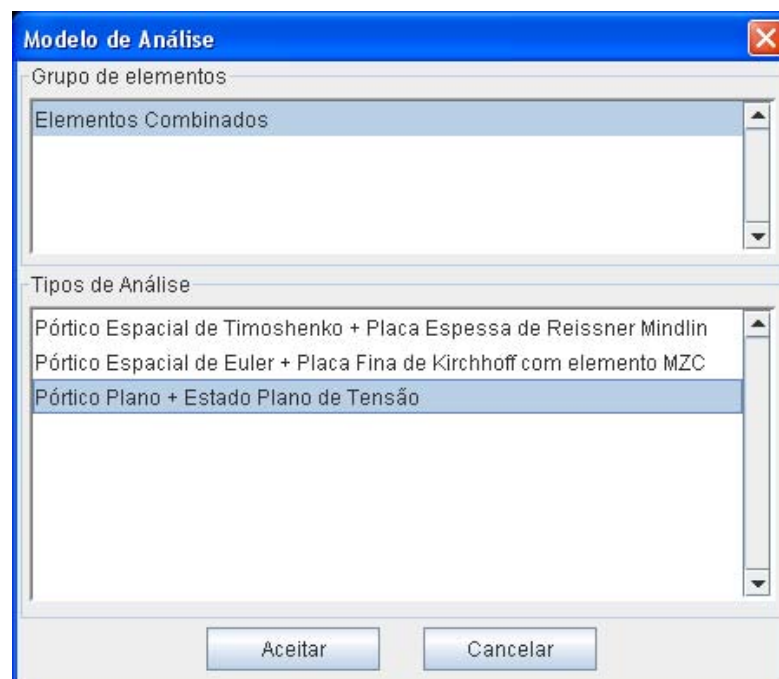 Modelo de Análise
Grupo de elementos
Elementos Combinados
Tipos de Análise
Pórtico Espacial de Timoshenko + Placa Espessa de Reissner Mindlin
Pórtico Espacial de Euler + Placa Fina de Kirchhoff com elemento MZC
Pórtico Plano + Estado Plano de Tensão
Aceitar
Cancelar